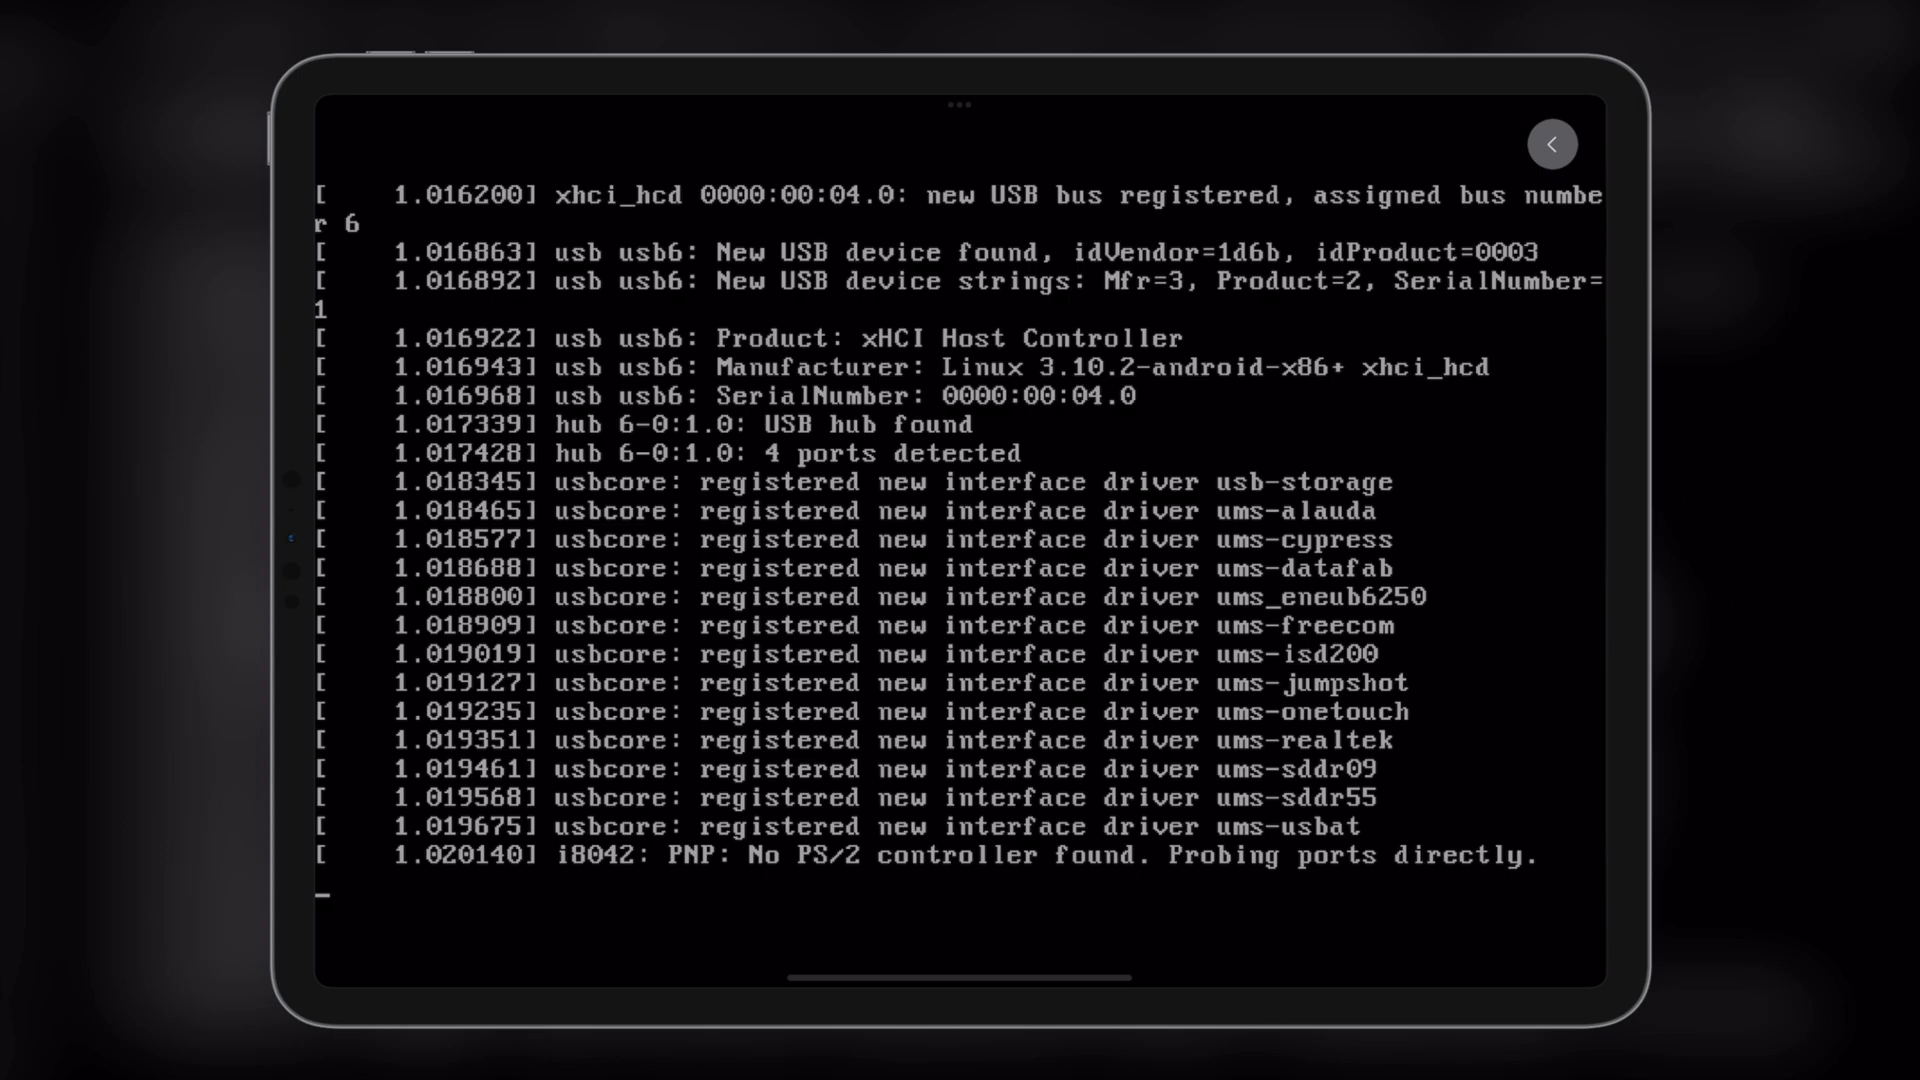 [    1.016200] xhci_hcd 0000:00:04.0: new USB bus registered, assigned bus numbe
r 6
[    1.016863] usb usb6: New USB device found, idVendor=1d6b, idProduct=0003
[    1.016892] usb usb6: New USB device strings: Mfr=3, Product=2, SerialNumber=
1
[    1.016922] usb usb6: Product: xHCI Host Controller
[    1.016943] usb usb6: Manufacturer: Linux 3.10.2-android-x86+ xhci_hcd
[    1.016968] usb usb6: SerialNumber: 0000:00:04.0
[    1.017339] hub 6-0:1.0: USB hub found
[    1.017428] hub 6-0:1.0: 4 ports detected
[    1.018345] usbcore: registered new interface driver usb-storage
[    1.018465] usbcore: registered new interface driver ums-alauda
[    1.018577] usbcore: registered new interface driver ums-cypress
[    1.018688] usbcore: registered new interface driver ums-datafab
[    1.018800] usbcore: registered new interface driver ums_eneub6250
[    1.018909] usbcore: registered new interface driver ums-freecom
[    1.019019] usbcore: registered new interface driver ums-isd200
[    1.019127] usbcore: registered new interface driver ums-jumpshot
[    1.019235] usbcore: registered new interface driver ums-onetouch
[    1.019351] usbcore: registered new interface driver ums-realtek
[    1.019461] usbcore: registered new interface driver ums-sddr09
[    1.019568] usbcore: registered new interface driver ums-sddr55
[    1.019675] usbcore: registered new interface driver ums-usbat
[    1.020140] i8042: PNP: No PS/2 controller found. Probing ports directly.
_